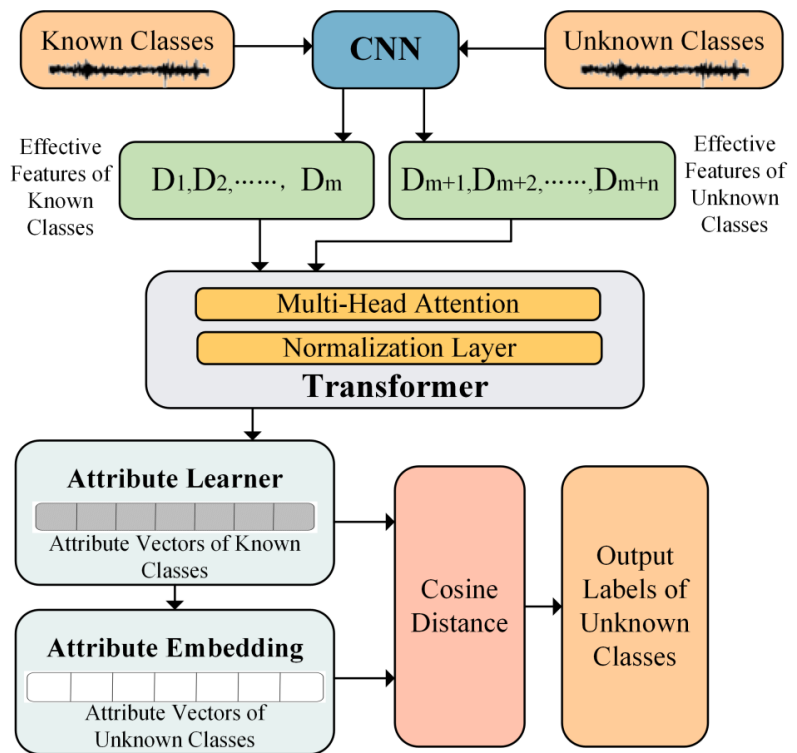 Known Classes
CNN
Unknown Classes
Effective
Features of
Known
Classes
D1,D2,······, Dm
Dm+1,Dm+2,······,Dm+n
Effective
Features of
Unknown
Classes
Multi-Head Attention
Normalization Layer
Transformer
Attribute Learner
Attribute Vectors of Known
Classes
Attribute Embedding
Attribute Vectors of
Unknown Classes
Cosine
Distance
Output
Labels of
Unknown
Classes